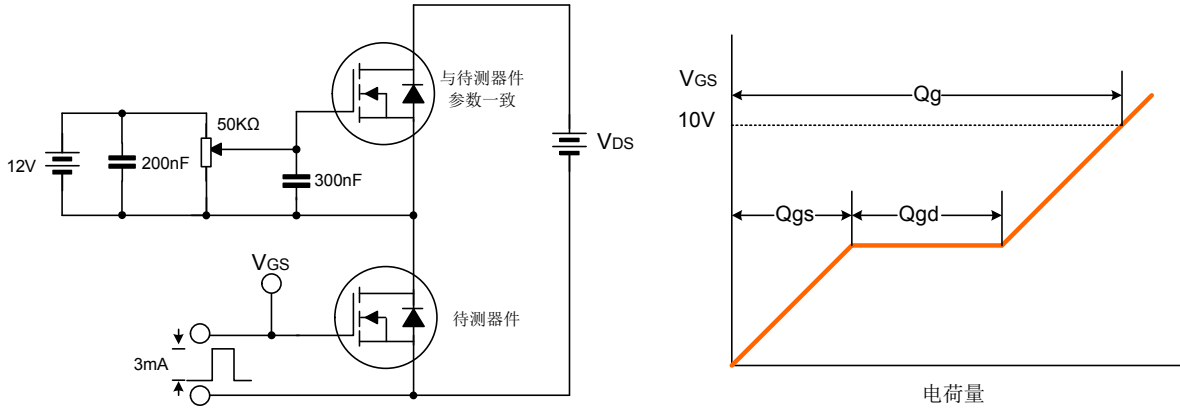 与待测器件
参数一致
50KΩ
12V
200nF
300nF
VDS
VGS
待测器件
3mA
VGS
10V
Qg
Qgs
Qgd
电荷量